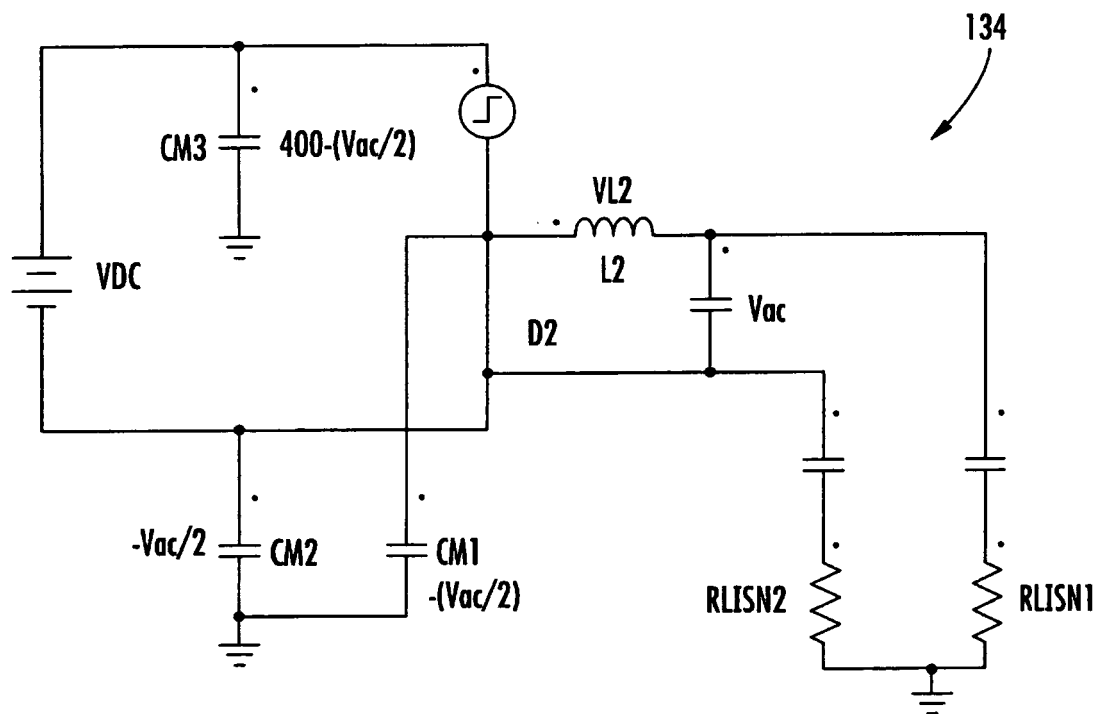 134
CM3
400-(Vac/2)
VL2
L2
VDC
Vac
D2
-Vac/2
CM2
CM1
-(Vac/2)
RLISN2
RLISN1